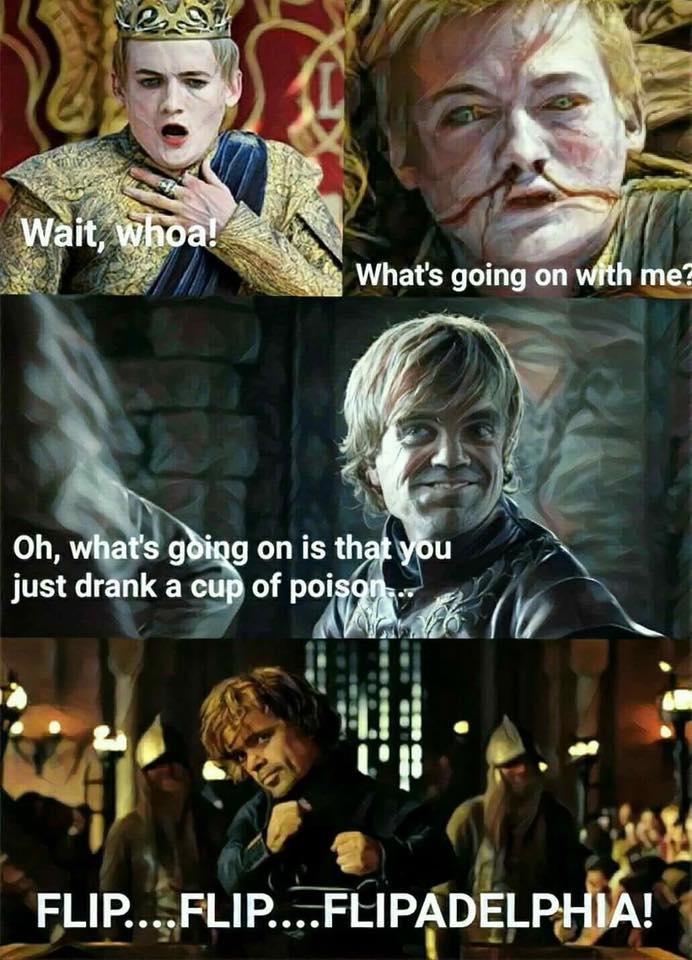 Wait, whoa!
What's going on with me?
Oh, what's going on is that you
just drank a cup of poison...
FLIP....FLIP....FLIPADELPHIA!